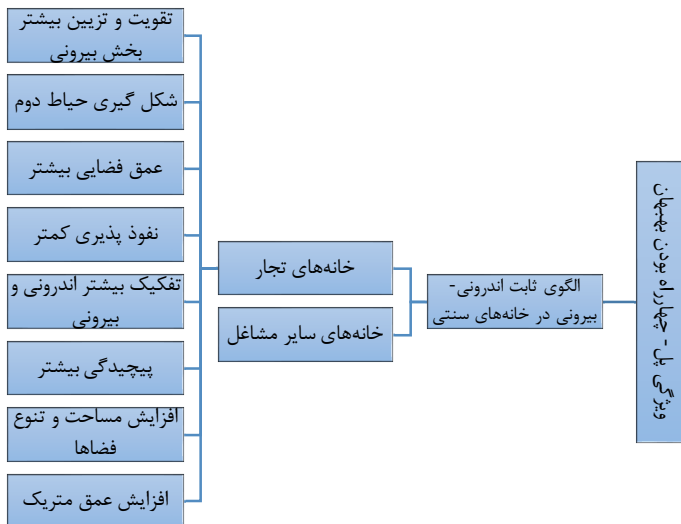 ویژگی پل - چهارراه بودن بهبهان
الگوی ثابت اندرونی-
بیرونی در خانه‌های سنتی
خانه‌های تجار
خانه‌های سایر مشاغل
تقویت و تزیین بیشتر
بخش بیرونی
شکل گیری حیاط دوم
عمق فضایی بیشتر
نفوذ پذیری کمتر
تفکیک بیشتر اندرونی و
بیرونی
پیچیدگی بیشتر
افزایش مساحت و تنوع
فضاها
افزایش عمق متریک